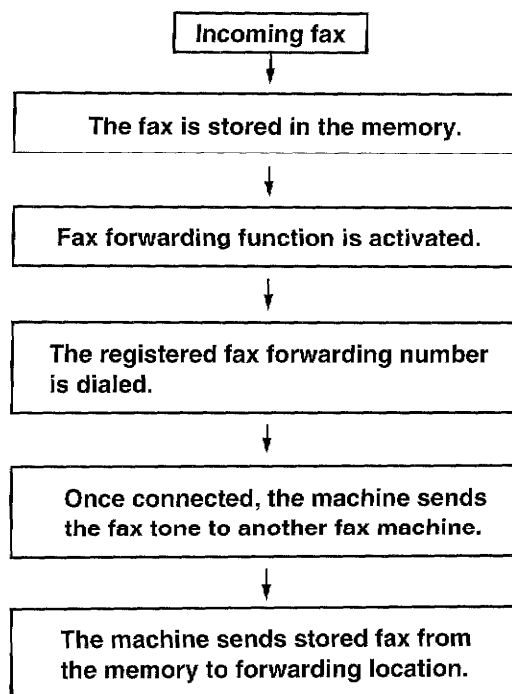 Incoming fax
The fax is stored in the memory.
Fax forwarding function is activated.
The registered fax forwarding number
is dialed.
Once connected, the machine sends
the fax tone to another fax machine.
The machine sends stored fax from
the memory to forwarding location.